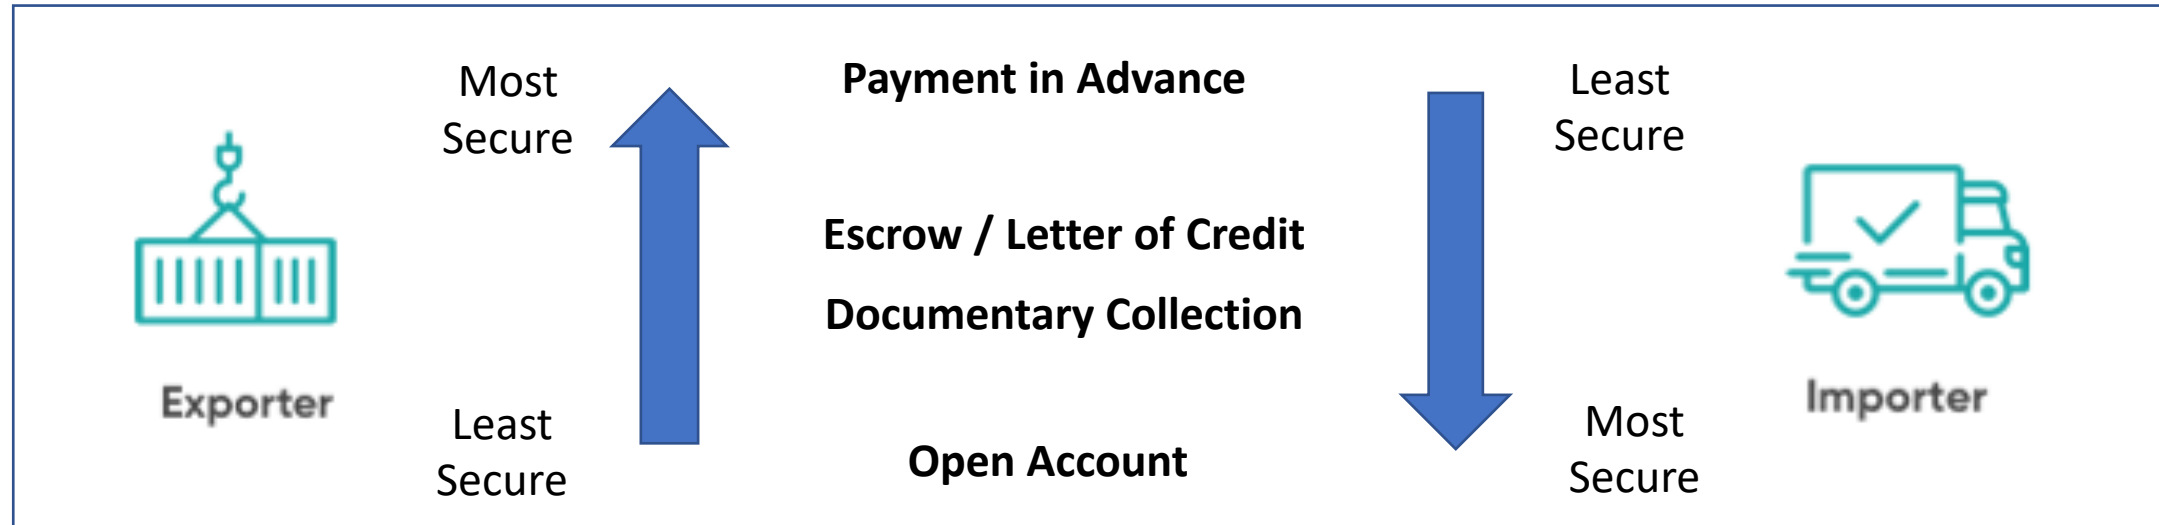 Most
Secure
Payment in Advance
Least
Secure
Escrow / Letter of Credit
Documentary Collection
Exporter
Importer
Least
Secure
Open Account
Most
Secure